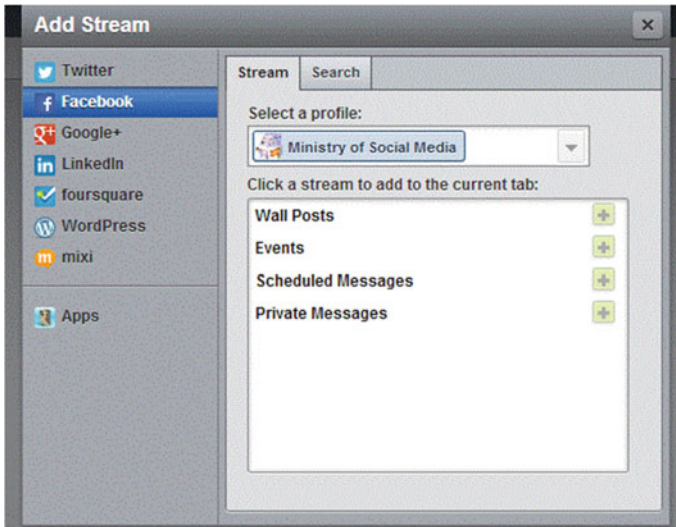 Add Stream
Twitter
Facebook
Google+
LinkedIn
foursquare
WordPress
mixi
Apps
Stream
Search
Select a profile:
Ministry of Social Media
Click a stream to add to the current tab:
Wall Posts
Events
Scheduled Messages
Private Messages